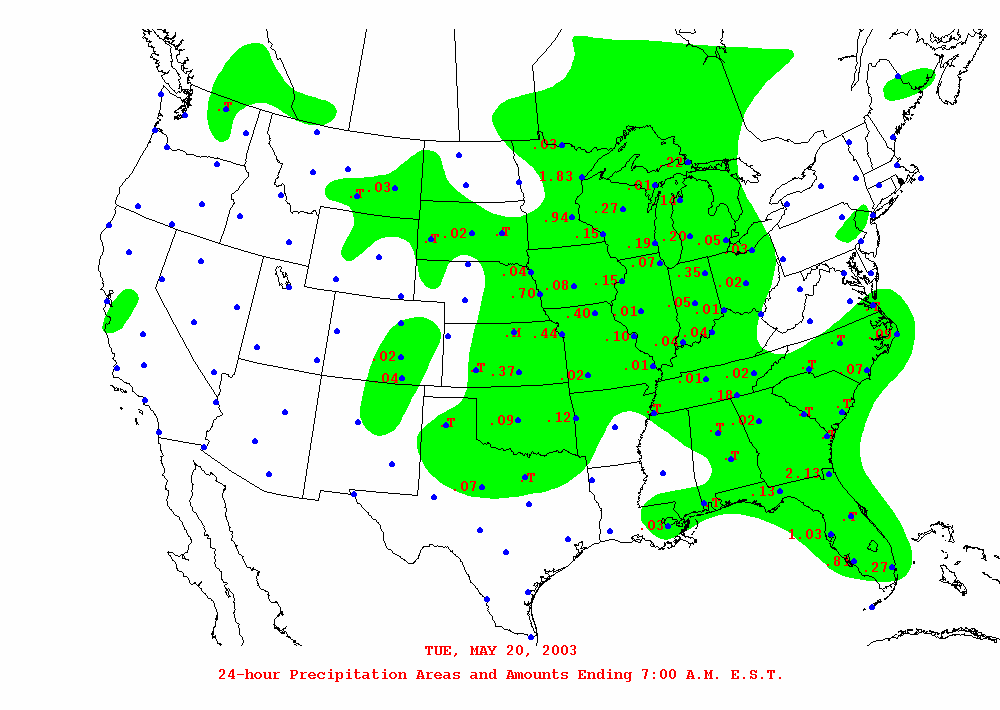 .T
.03
.22
1.83
.01
.T .03
.14
.27
.94
.T .02 .T
.15
.19 .20 .05
.03
.07
.04
.35
.15
.02
.08
.70
.05
.01
.40
.01
T
.M .44
.10
.04
.04
.09
.T
.02
.01
.T
.T .37
.07
.02
.01
.02
.04
.18
.T
.T
.T
.09
.12
.02
.T
.T
.T
.T
2.13
.T
.07
.13
.T
.T
.03
1.03
.27
TUE, MAY 20, 2003
24-hour Precipitation Areas and Amounts Ending 7:00 A.M. E.S.T.